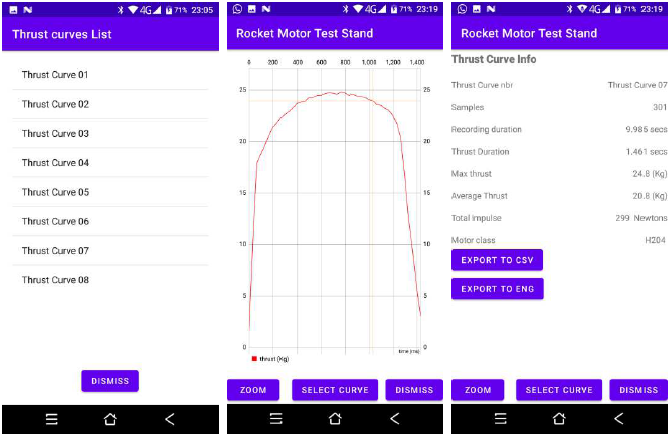 4G 71% 23:05
Thrust curves List
Thrust Curve 01
Thrust Curve 02
Thrust Curve 03
Thrust Curve 04
Thrust Curve 05
Thrust Curve 06
Thrust Curve 07
Thrust Curve 08
DISMISS
4G 71% 23:19
Rocket Motor Test Stand
0 200 400 600 800 1,000 1,200 1,400
25 25
20 20
15 15
10 10
5 5
0 0
time (ms)
thrust (Kg)
ZOOM SELECT CURVE DISMISS
4G 71% 23:19
Rocket Motor Test Stand
Thrust Curve Info
Thrust Curve nbr Thrust Curve 07
Samples 301
Recording duration 9.985 secs
Thrust Duration 1.461 secs
Max thrust 24.8 (Kg)
Average Thrust 20.8 (Kg)
Total impulse 299 Newtons
Motor class H204
EXPORT TO CSV
EXPORT TO ENG
ZOOM SELECT CURVE DISMISS